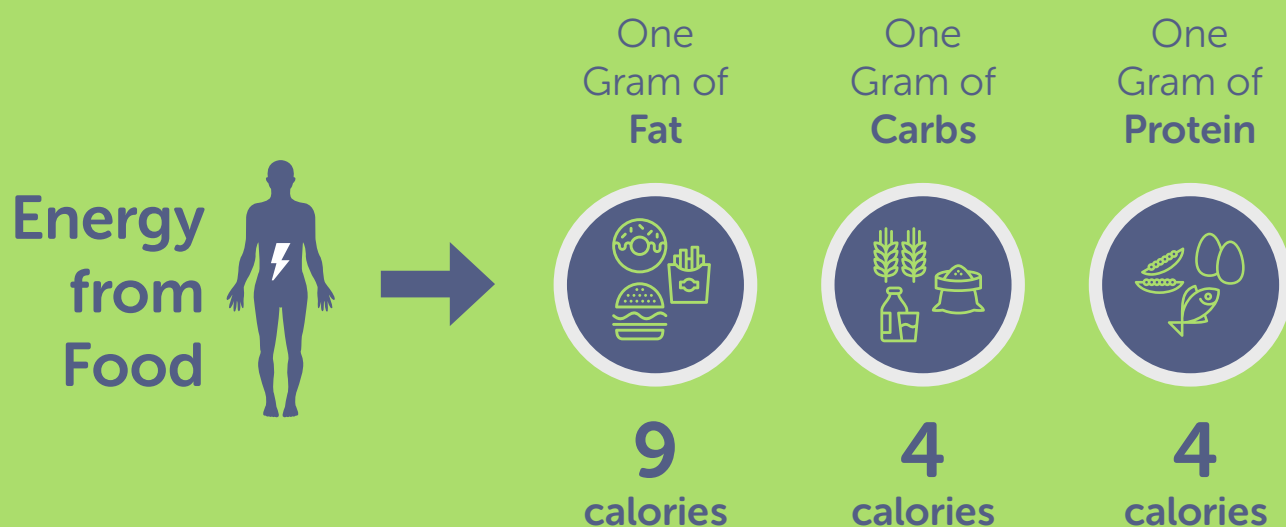 Energy
from
Food
One
Gram of
Fat
9
calories
One
Gram of
Carbs
4
calories
One
Gram of
Protein
4
calories